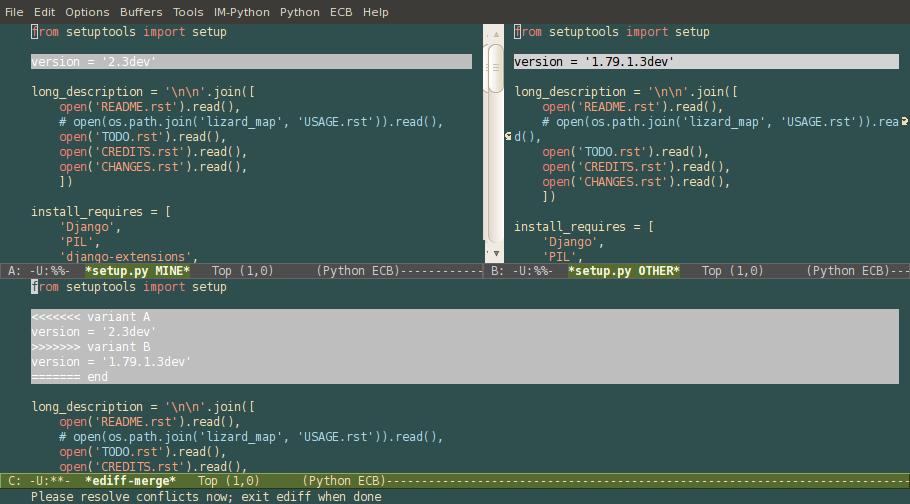 File Edit Options Buffers Tools IM-Python Python ECB Help
from setuptools import setup
version = '2.3dev'
long_description = '\n\n'.join([
    open('README.rst').read(),
    # open(os.path.join('lizard_map', 'USAGE.rst')).read(),
    open('TODO.rst').read(),
    open('CREDITS.rst').read(),
    open('CHANGES.rst').read(),
    ])
install_requires = [
    'Django',
    'PIL',
    'django-extensions',
A: -U:%%-  *setup.py MINE*   Top (1,0)      (Python ECB)------------
from setuptools import setup
version = '1.79.1.3dev'
long_description = '\n\n'.join([
    open('README.rst').read(),
    # open(os.path.join('lizard_map', 'USAGE.rst')).rea
d(),
    open('TODO.rst').read(),
    open('CREDITS.rst').read(),
    open('CHANGES.rst').read(),
    ])
install_requires = [
    'Django',
    'PIL',
B: -U:%%-  *setup.py OTHER*   Top (1,0)      (Python ECB)---
from setuptools import setup
<<<<<<< variant A
version = '2.3dev'
>>>>>>> variant B
version = '1.79.1.3dev'
======= end
long_description = '\n\n'.join([
    open('README.rst').read(),
    # open(os.path.join('lizard_map', 'USAGE.rst')).read(),
    open('TODO.rst').read(),
    open('CREDITS.rst').read(),
C: -U:**-  *ediff-merge*   Top (1,0)      (Python ECB)---------------------------------------------------------------------------
Please resolve conflicts now; exit ediff when done